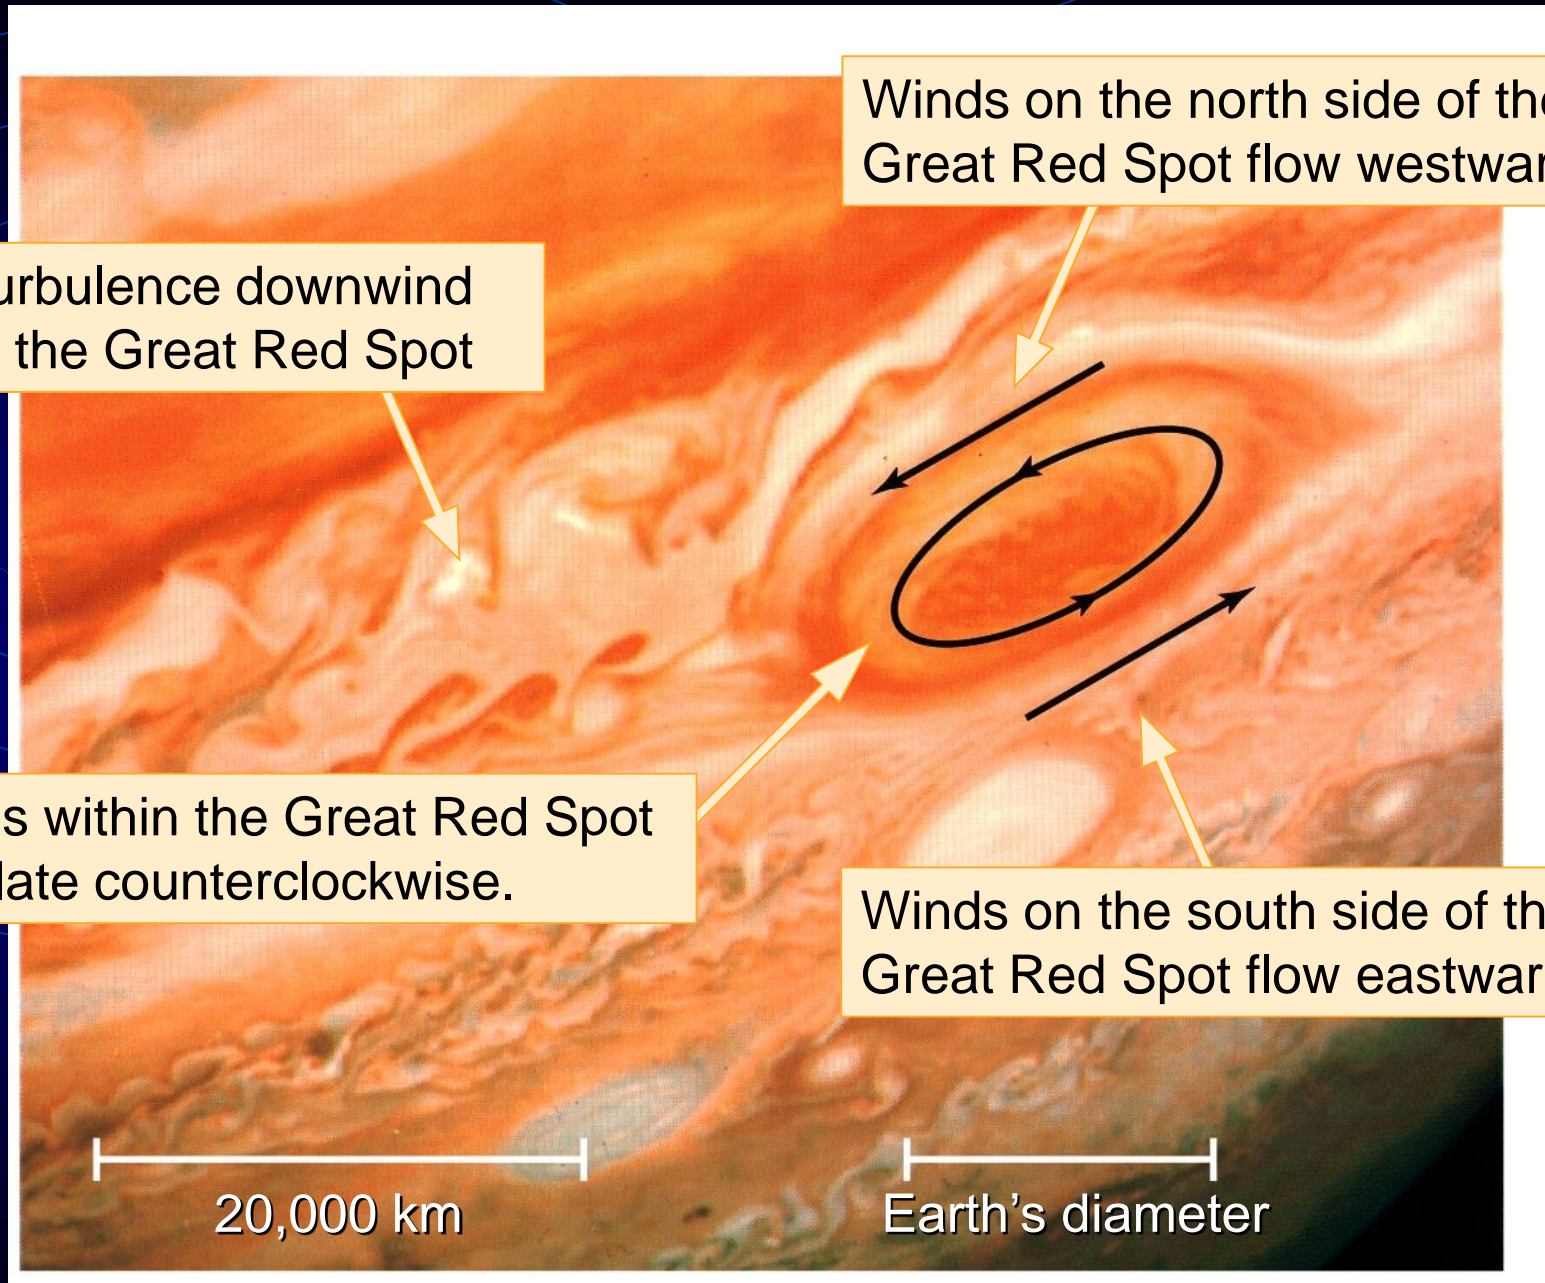 Winds on the north side of the
Great Red Spot flow westwar
urbulence downwind
the Great Red Spot
s within the Great Red Spot
late counterclockwise.
Winds on the south side of th
Great Red Spot flow eastwar
20,000 km
Earth’s diameter